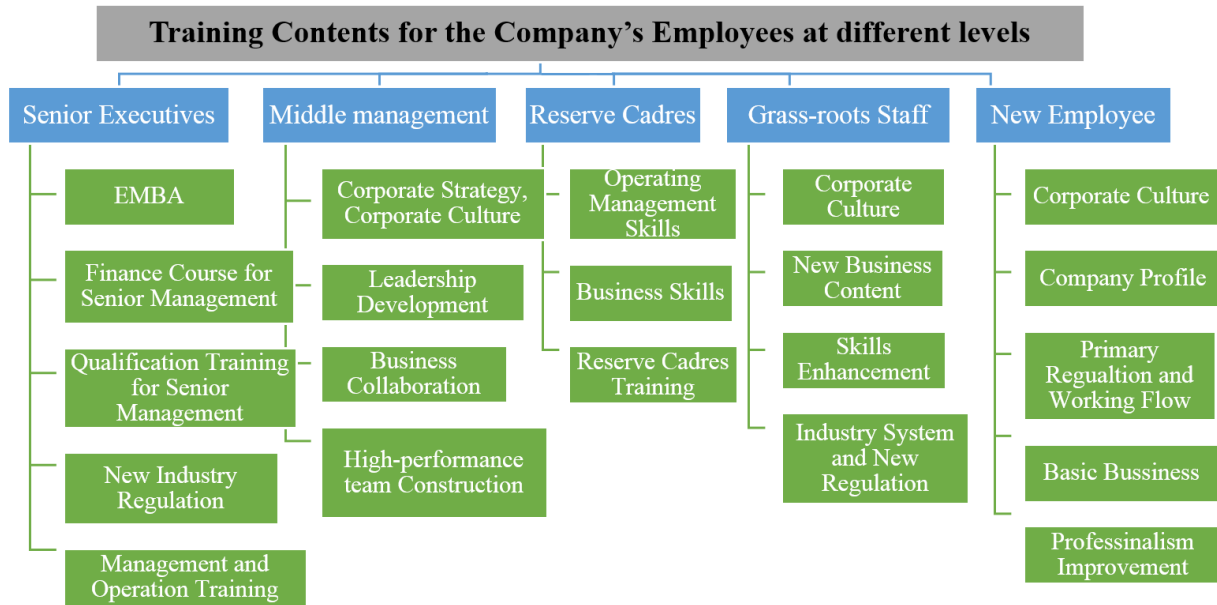 Training Contents for the Company's Employees at different levels
Senior Executives
EMBA
Finance Course for
Senior Management
Qualification Training
for Senior
Management
New Industry
Regulation
Management and
Operation Training
Middle management
Corporate Strategy,
Corporate Culture
Leadership
Development
Business
Collaboration
High-performance
team Construction
Reserve Cadres
Operating
Management
Skills
Business Skills
Reserve Cadres
Training
Grass-roots Staff
Corporate
Culture
New Business
Content
Skills
Enhancement
Industry System
and New
Regulation
New Employee
Corporate Culture
Company Profile
Primary
Regualtion and
Working Flow
Basic Bussiness
Professinalism
Improvement